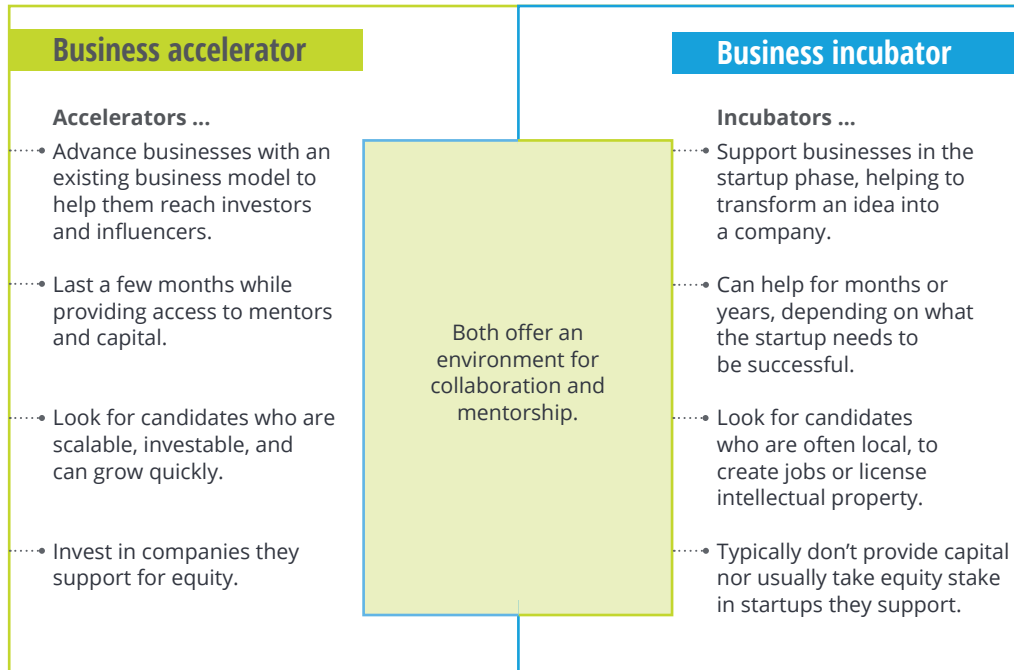 Business accelerator
Accelerators ...
Advance businesses with an
existing business model to
help them reach investors
and influencers.
Last a few months while
providing access to mentors
and capital.
Look for candidates who are
scalable, investable, and
can grow quickly.
Invest in companies they
support for equity.
Both offer an
environment for
collaboration and
mentorship.
Business incubator
Incubators ...
Support businesses in the
startup phase, helping to
transform an idea into
a company.
Can help for months or
years, depending on what
the startup needs to
be successful.
Look for candidates
who are often local, to
create jobs or license
intellectual property.
Typically don’t provide capital
nor usually take equity stake
in startups they support.